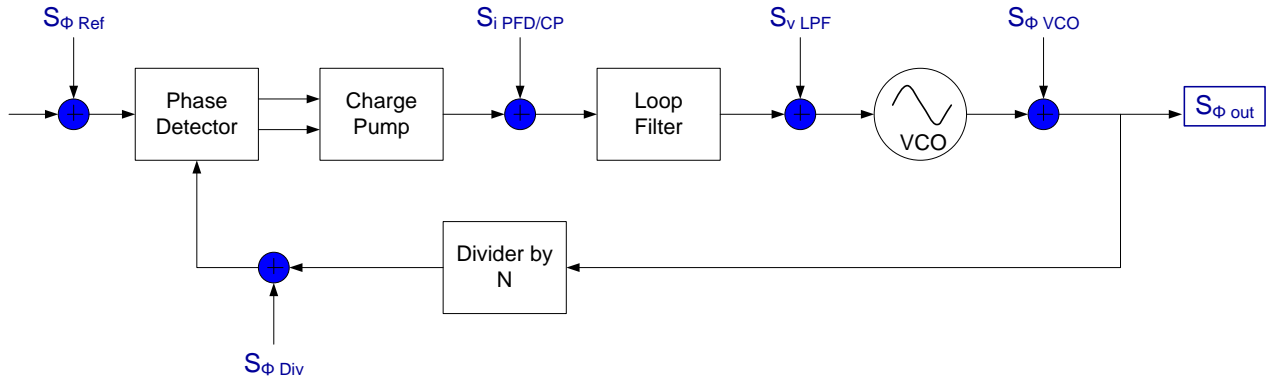 SΦ Ref
Si PFD/CP
Sv LPF
SΦ VCO
Phase
Detector
Charge
Pump
Loop
Filter
VCO
SΦ out
Divider by
N
SΦ Div